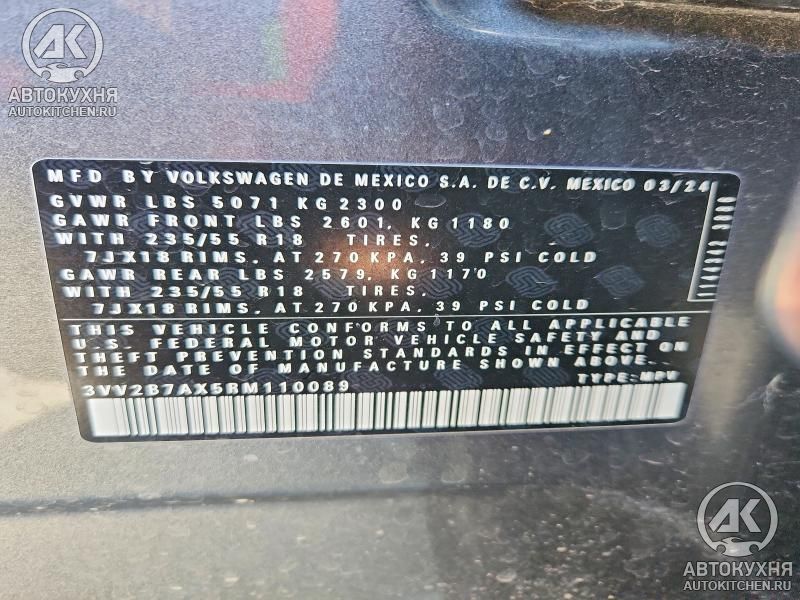 АК
АВТОКУХНЯ
AUTOKITCHEN.RU
MFD BY VOLKSWAGEN DE MEXICO S.A. DE C.V. MEXICO 03/24
GVWR LBS 5071 KG 2300
GAWR FRONT LBS 2601, KG 1180
WITH 235/55 R18 TIRES,
7JX18 RIMS, AT 270 KPA, 39 PSI COLD
GAWR REAR LBS 2579, KG 1170
WITH 235/55 R18 TIRES,
7JX18 RIMS, AT 270 KPA, 39 PSI COLD
THIS VEHICLE CONFORMS TO ALL APPLICABLE
U.S. FEDERAL MOTOR VEHICLE SAFETY AND
THEFT PREVENTION STANDARDS IN EFFECT ON
THE DATE OF MANUFACTURE SHOWN ABOVE.
3VV2B7AX5RM110089 TYPE: MPV
АК
АВТОКУХНЯ
AUTOKITCHEN.RU